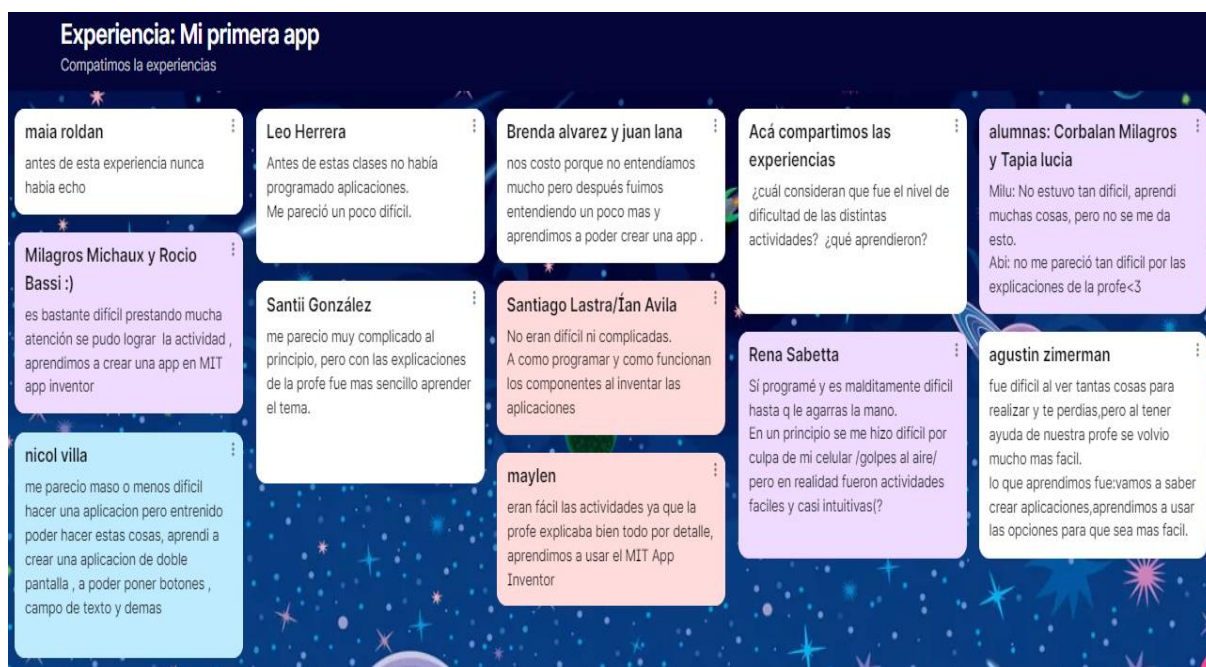 Experiencia: Mi primera app
Compatimos la experiencias
maia roldan
antes de esta experiencia nunca
habia echo
Milagros Michaux y Rocio
Bassi :)
es bastante difícil prestando mucha
atención se pudo lograr la actividad ,
aprendimos a crear una app en MIT
app inventor
nicol villa
me parecio maso o menos dificil
hacer una aplicacion pero entrenido
poder hacer estas cosas, aprendi a
crear una aplicacion de doble
pantalla , a poder poner botones ,
campo de texto y demas
Leo Herrera
Antes de estas clases no había
programado aplicaciones.
Me pareció un poco difícil.
Santii González
me parecio muy complicado al
principio, pero con las explicaciones
de la profe fue mas sencillo aprender
el tema.
Brenda alvarez y juan lana
nos costo porque no entendíamos
mucho pero después fuimos
entendiendo un poco mas y
aprendimos a poder crear una app .
Santiago Lastra/Ían Avila
No eran difícil ni complicadas.
A como programar y como funcionan
los componentes al inventar las
aplicaciones
maylen
eran fácil las actividades ya que la
profe explicaba bien todo por detalle,
aprendimos a usar el MIT App
Inventor
Acá compartimos las
experiencias
¿cuál consideran que fue el nivel de
dificultad de las distintas
actividades? ¿qué aprendieron?
Rena Sabetta
Sí programé y es malditamente dificil
hasta q le agarras la mano.
En un principio se me hizo difícil por
culpa de mi celular /golpes al aire/
pero en realidad fueron actividades
faciles y casi intuitivas(?
alumnas: Corbalan Milagros
y Tapia lucia
Milu: No estuvo tan dificil, aprendi
muchas cosas, pero no se me da
esto.
Abi: no me pareció tan dificil por las
explicaciones de la profe<3
agustin zimerman
fue dificil al ver tantas cosas para
realizar y te perdias,pero al tener
ayuda de nuestra profe se volvio
mucho mas facil.
lo que aprendimos fue:vamos a saber
crear aplicaciones,aprendimos a usar
las opciones para que sea mas facil.